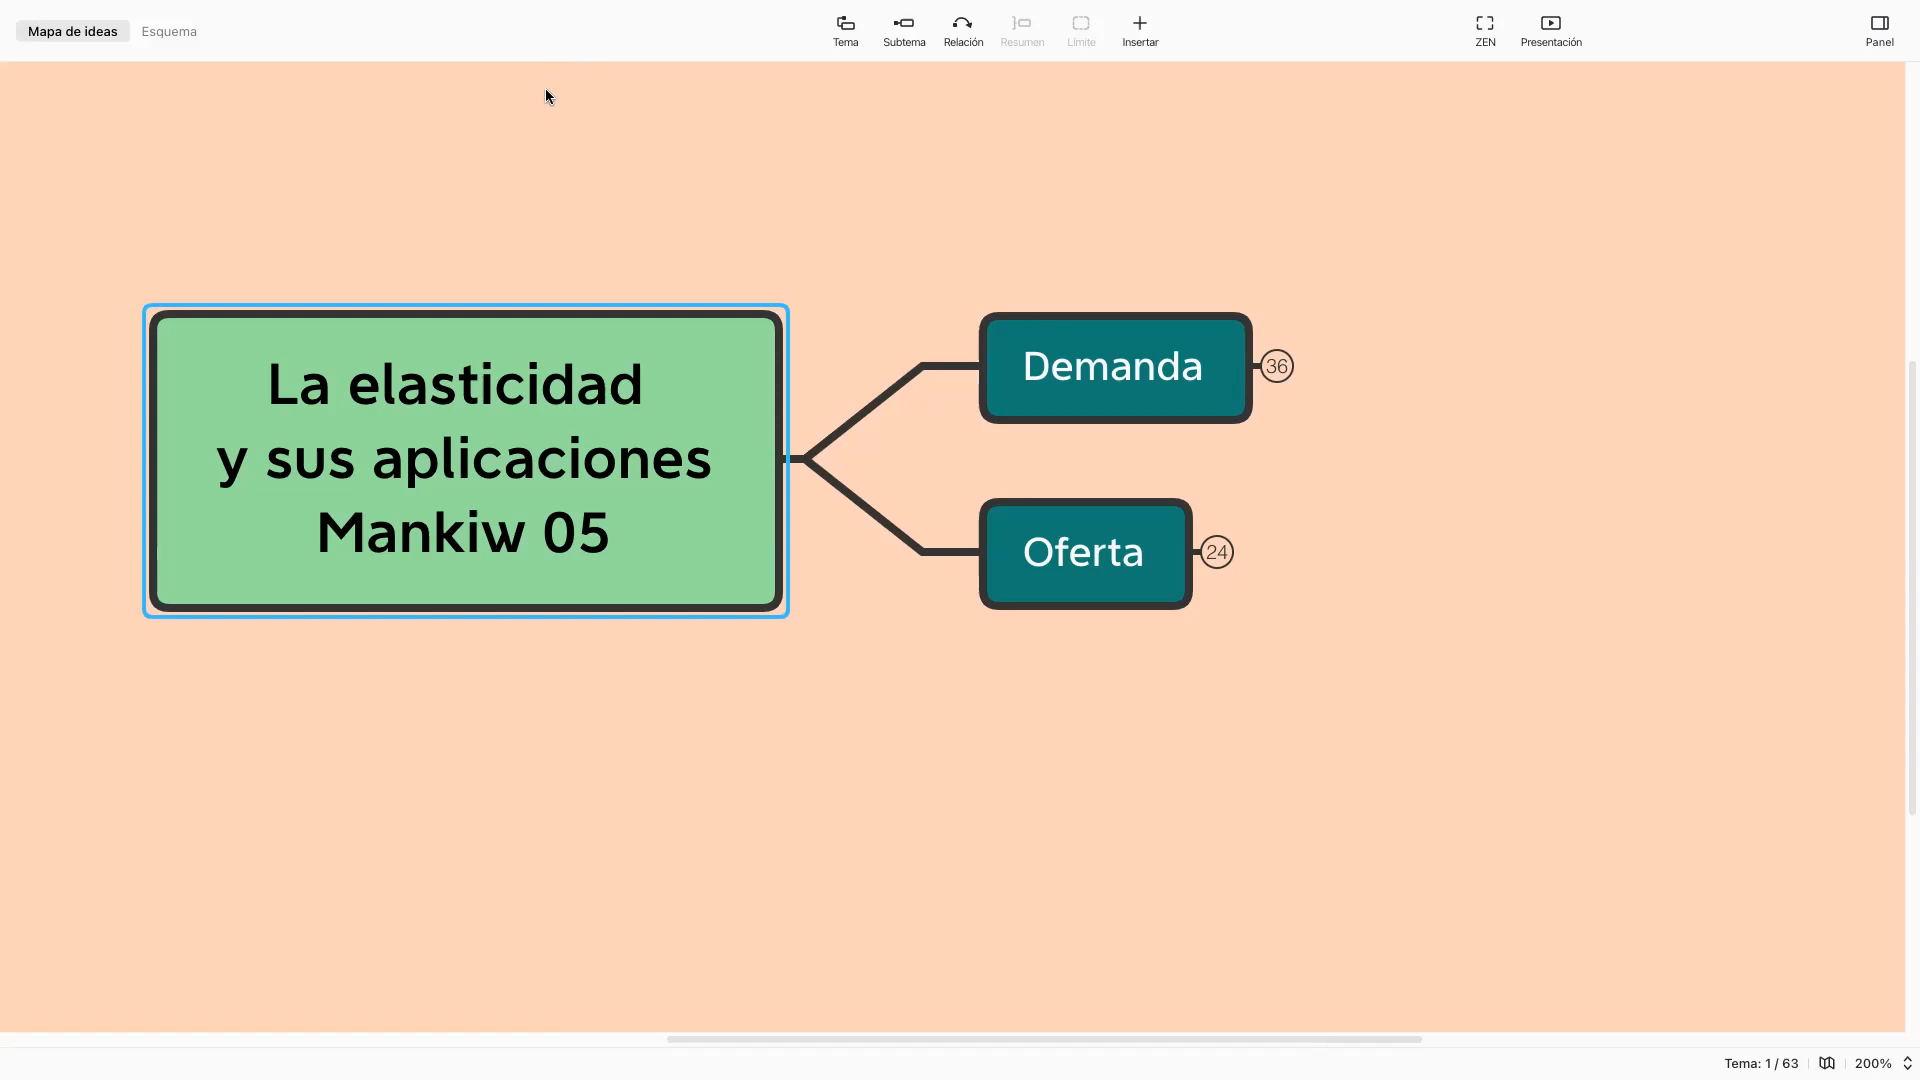 Mapa de ideas
Esquema
Tema
Subtema
Relación
Resumen
Límite
Insertar
ZEN
Presentación
Panel
La elasticidad
y sus aplicaciones
Mankiw 05
Demanda
36
Oferta
24
Tema: 1 / 63
200%